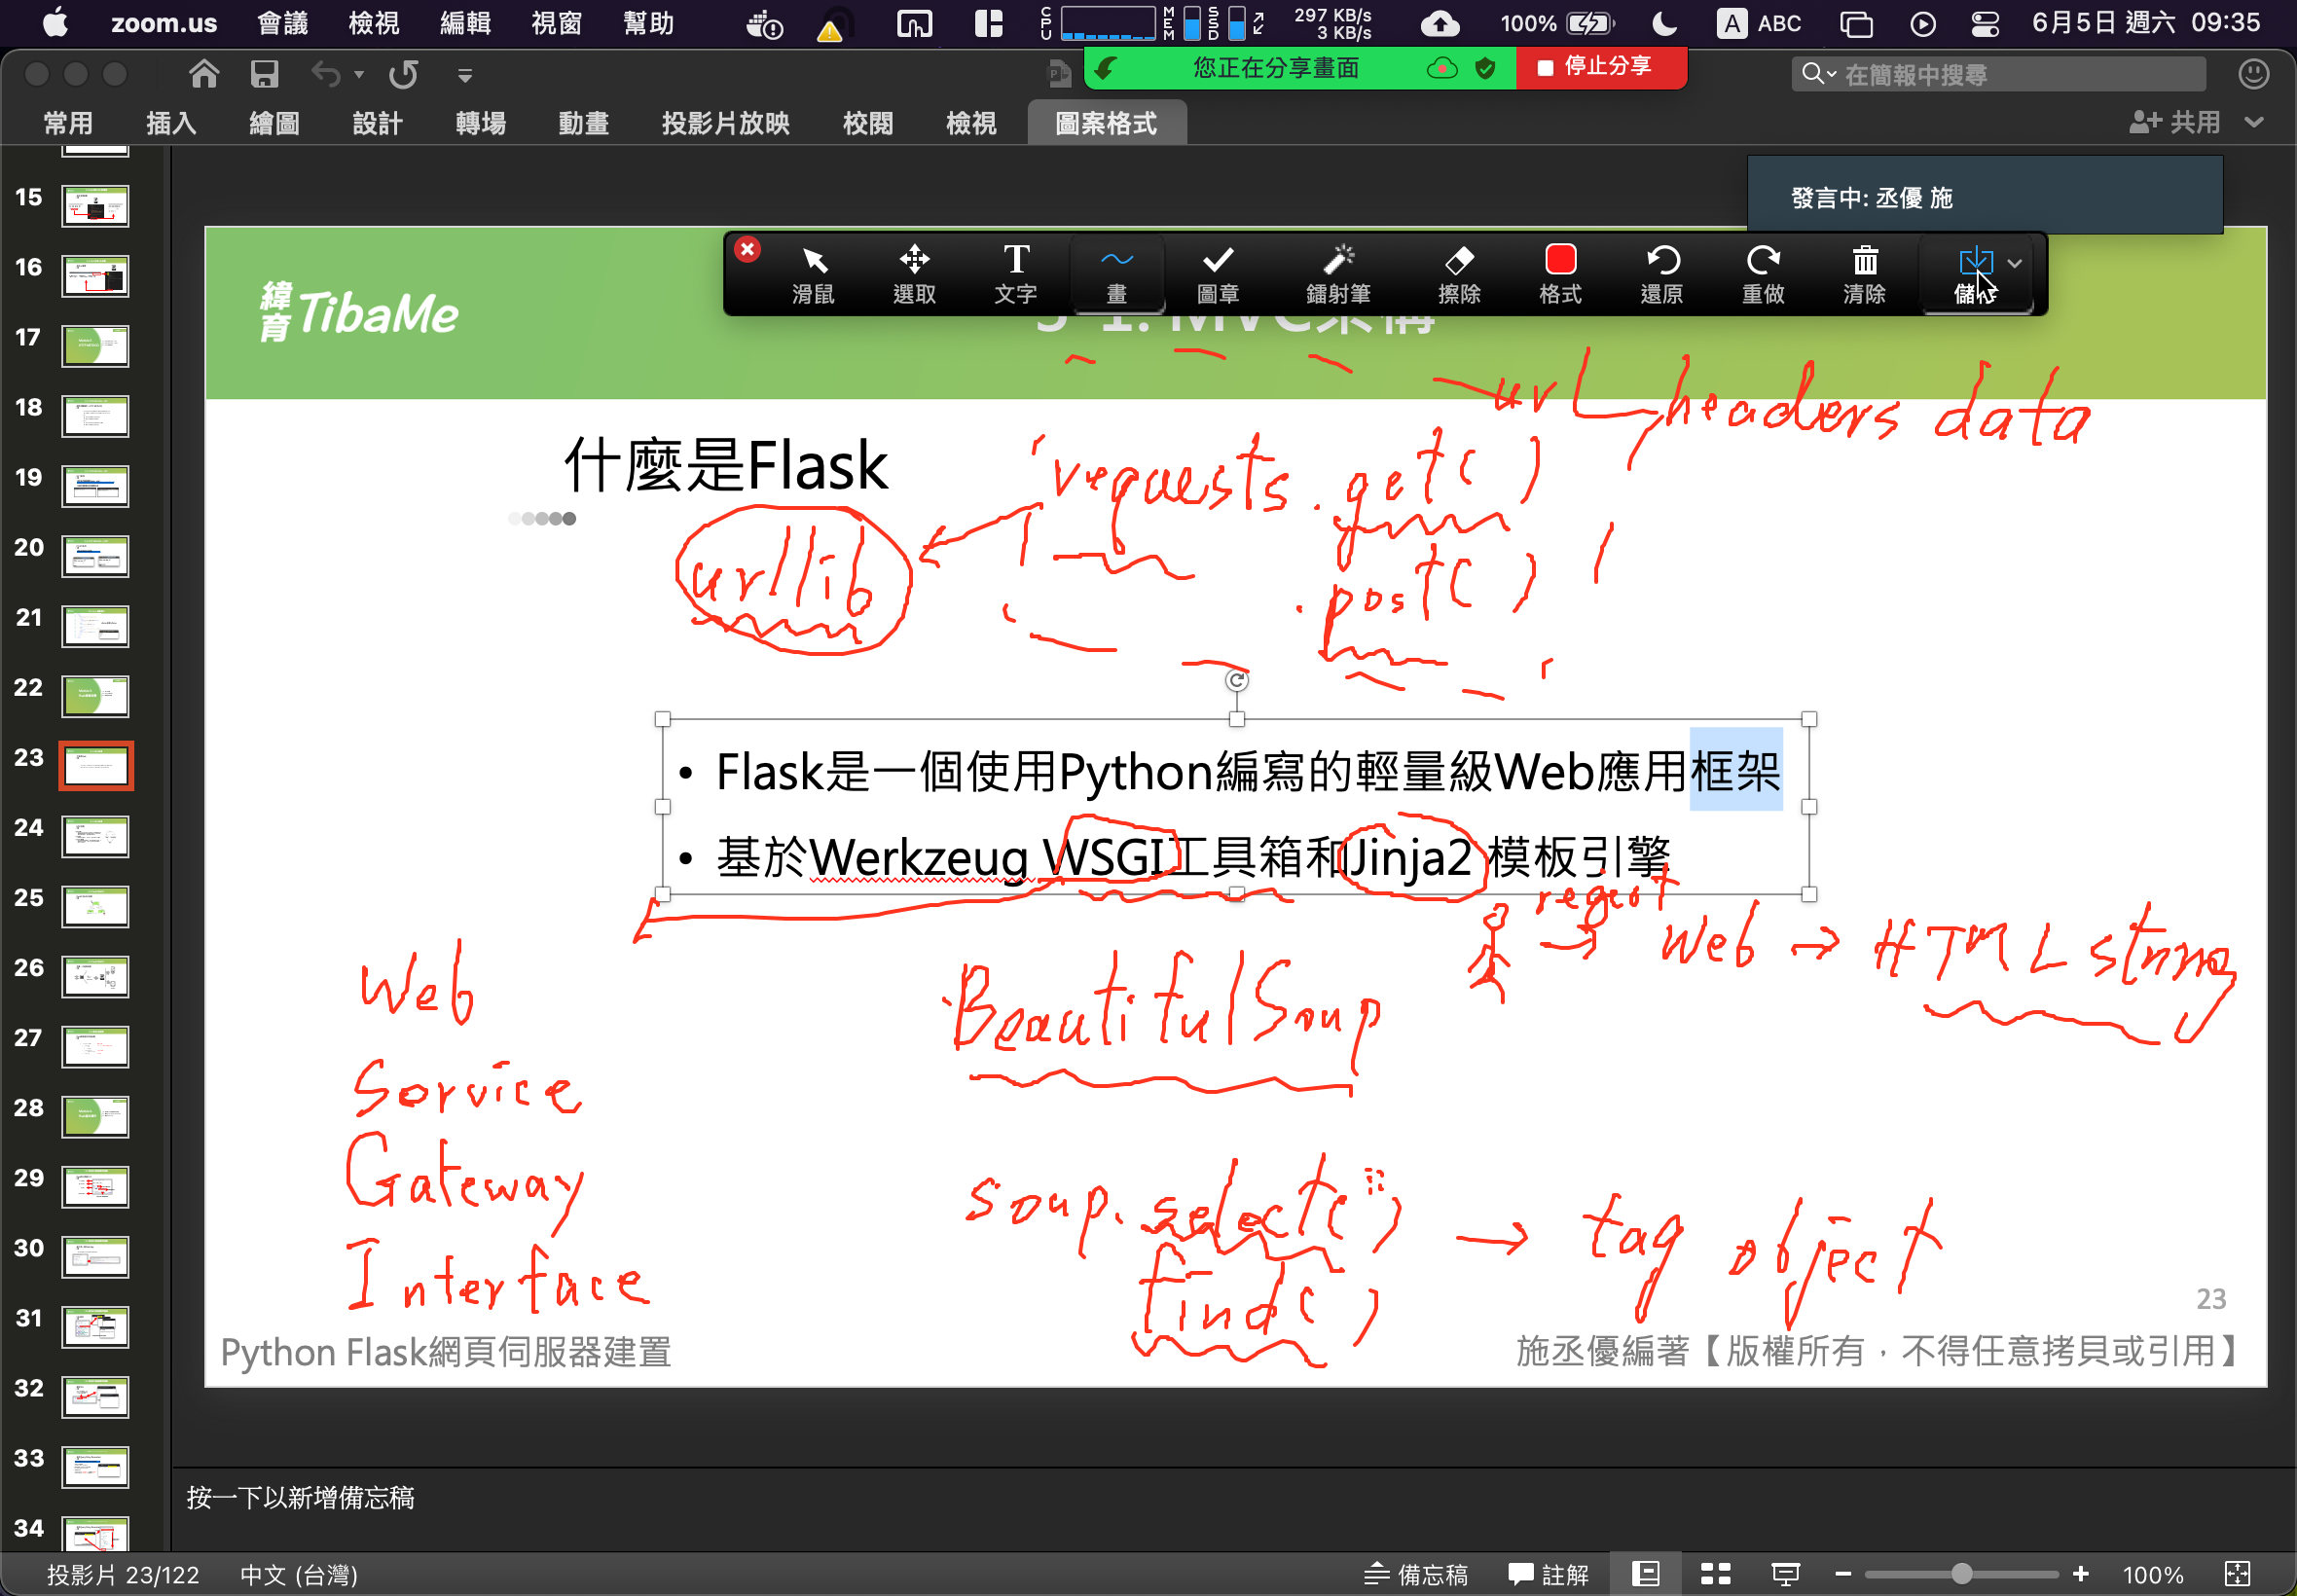 zoom.us 會議 檢視 編輯 視窗 幫助
CPU MEM SSD 297 KB/s 3 KB/s 100% A ABC 6月5日 週六 09:35
您正在分享畫面 停止分享
在簡報中搜尋
常用 插入 繪圖 設計 轉場 動畫 投影片放映 校閱 檢視 圖案格式 共用
發言中: 丞優 施
滑鼠 選取 文字 畫 圖章 鐳射筆 擦除 格式 還原 重做 清除 儲存
緯育 TibaMe
3-1. MVC架構
url, headers data
什麼是Flask
requests.get()
urllib
.post()
• Flask是一個使用Python編寫的輕量級Web應用框架
• 基於Werkzeug WSGI工具箱和Jinja2 模板引擎
Web → HTML string
Web
BeautifulSoup
Service
Gateway
soup.select('') → tag object
find()
Interface
23
Python Flask網頁伺服器建置
施丞優編著【版權所有，不得任意拷貝或引用】
15
16
17
18
19
20
21
22
23
24
25
26
27
28
29
30
31
32
33
34
按一下以新增備忘稿
投影片 23/122 中文 (台灣) 備忘稿 註解 100%